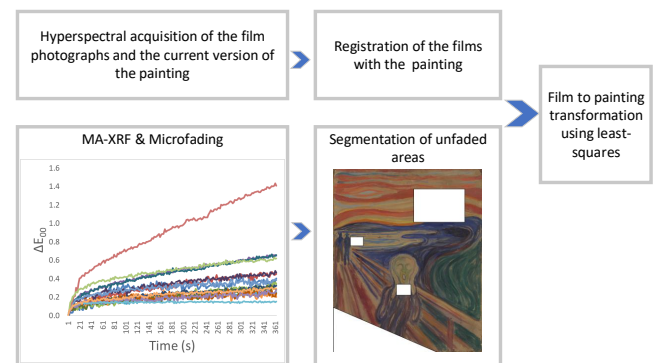 Hyperspectral acquisition of the film
photographs and the current version of
the painting
Registration of the films
with the painting
Film to painting
transformation
using least-
squares
MA-XRF & Microfading
1.6
1.4
1.2
1.0
0.8
0.6
0.4
0.2
0.0
ΔE00
1 21 41 61 81 101 121 141 161 181 201 221 241 261 281 301 321 341 361
Time (s)
Segmentation of unfaded
areas